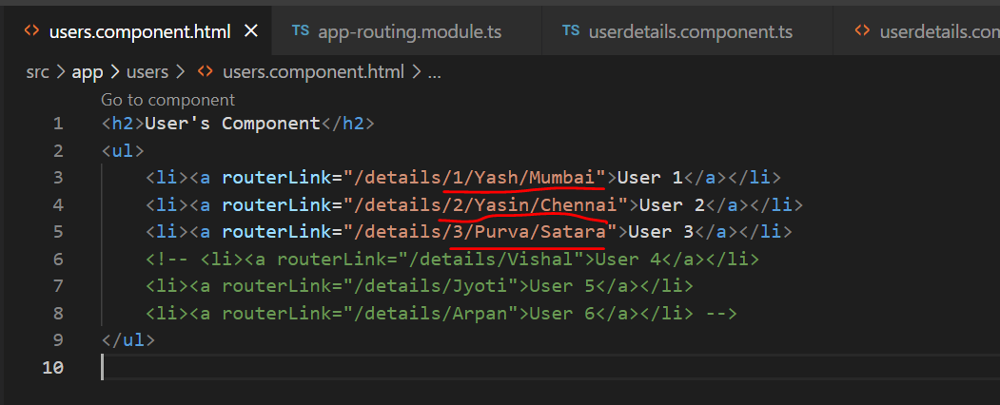 users.component.html
TS app-routing.module.ts
TS userdetails.component.ts
userdetails.com
src > app > users > users.component.html > ...
Go to component
1 <h2>User's Component</h2>
2 <ul>
3 <li><a routerLink="/details/1/Yash/Mumbai">User 1</a></li>
4 <li><a routerLink="/details/2/Yasin/Chennai">User 2</a></li>
5 <li><a routerLink="/details/3/Purva/Satara">User 3</a></li>
6 <!-- <li><a routerLink="/details/Vishal">User 4</a></li>
7 <li><a routerLink="/details/Jyoti">User 5</a></li>
8 <li><a routerLink="/details/Arpan">User 6</a></li> -->
9 </ul>
10